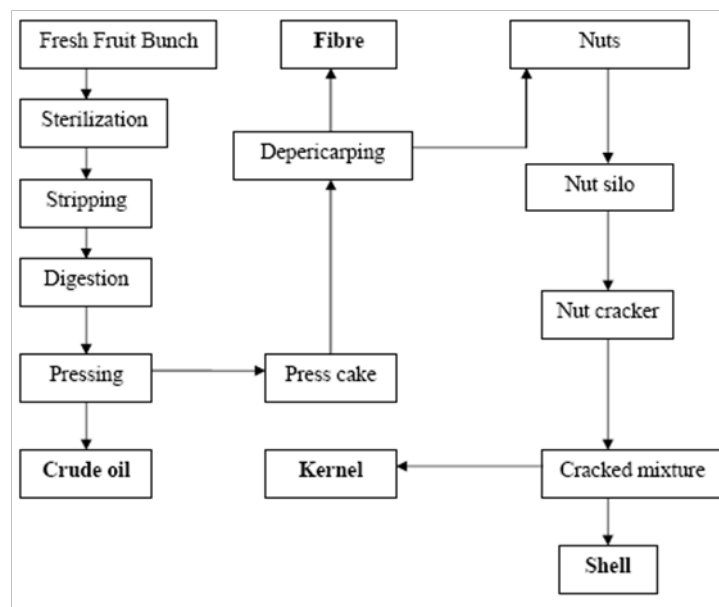 Fresh Fruit Bunch
Sterilization
Stripping
Digestion
Pressing
Crude oil
Fibre
Depericarping
Press cake
Kernel
Nuts
Nut silo
Nut cracker
Cracked mixture
Shell